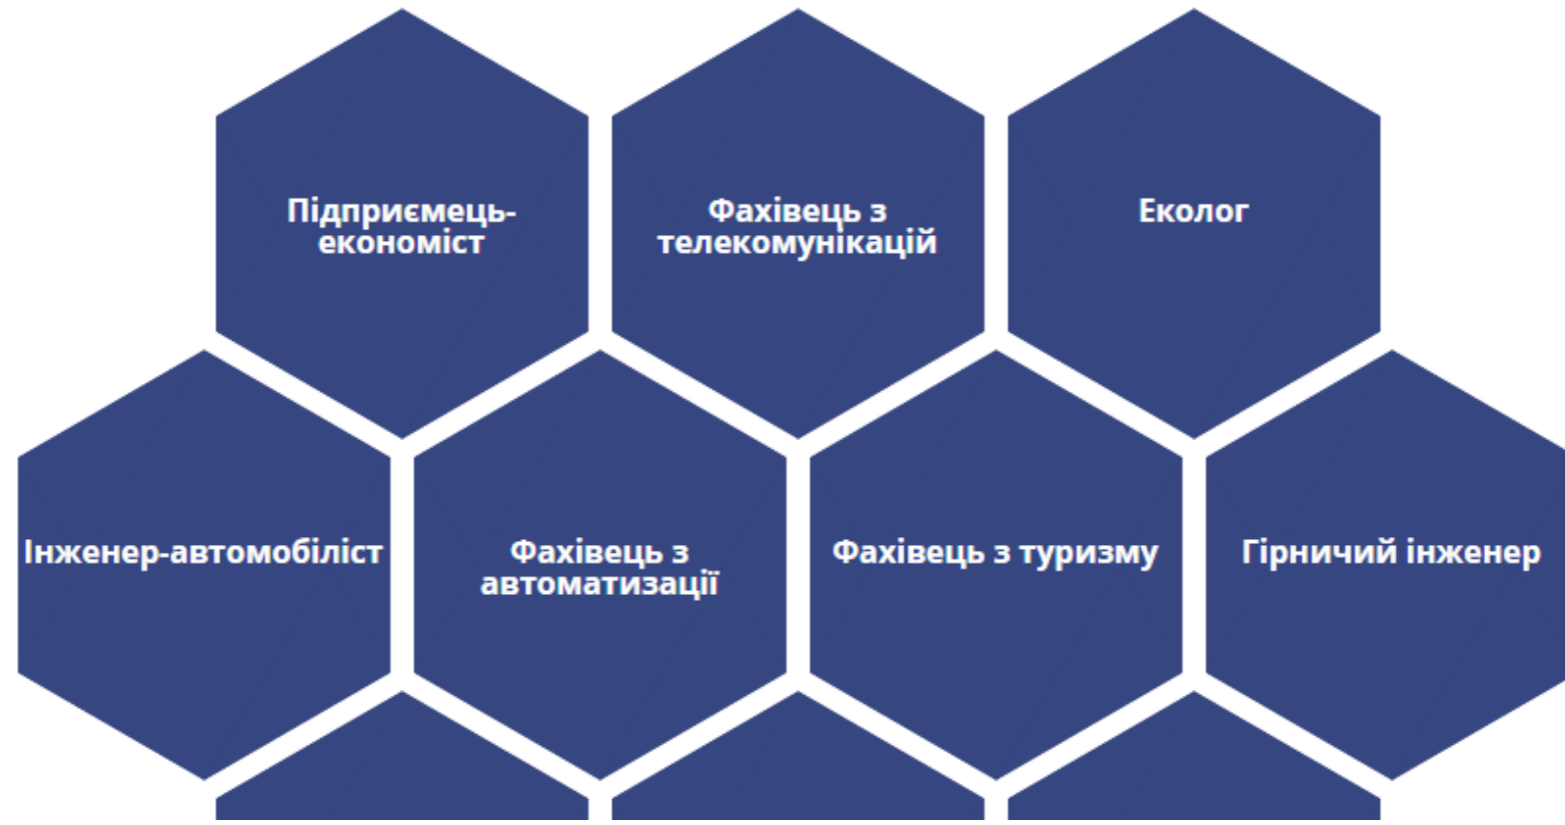 Підприємець-
економіст
Фахівець з
телекомунікацій
Еколог
Інженер-автомобіліст
Фахівець з
автоматизації
Фахівець з туризму
Гірничий інженер